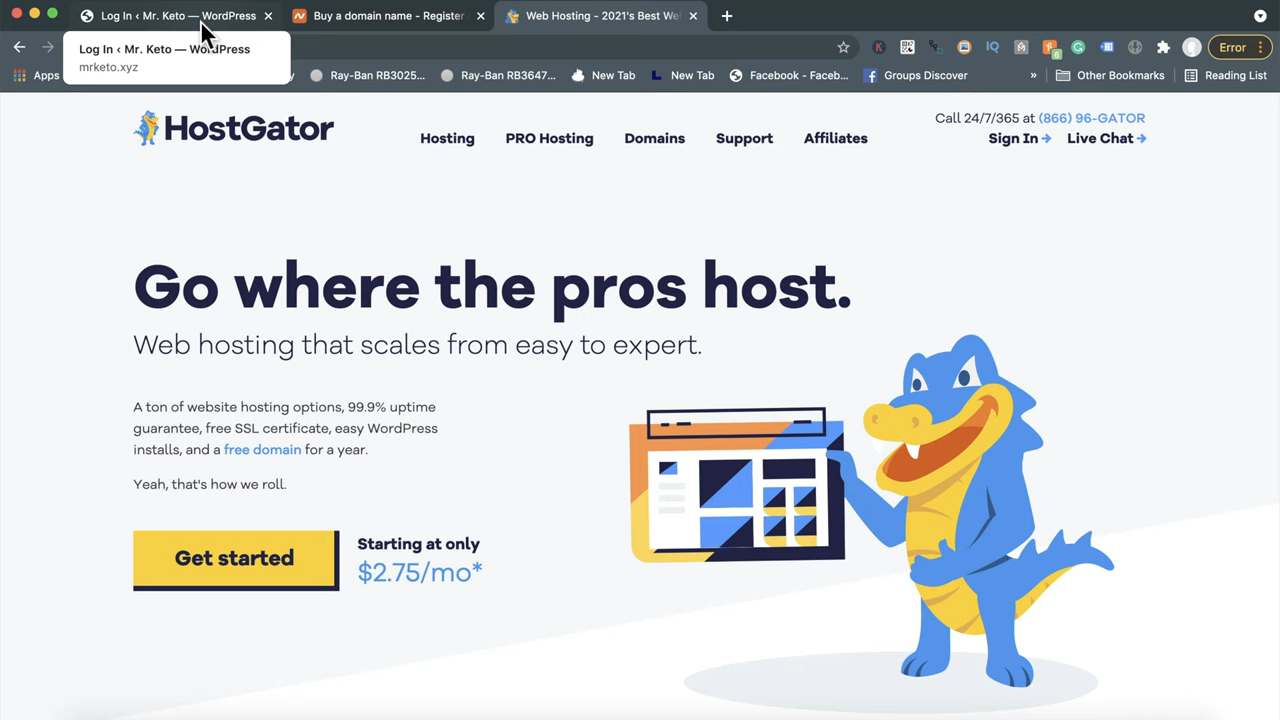 Log In ‹ Mr. Keto — WordPress
Buy a domain name - Register
Web Hosting - 2021's Best We
Log In ‹ Mr. Keto — WordPress
mrketo.xyz
Error
Apps
Ray-Ban RB3025...
Ray-Ban RB3647...
New Tab
New Tab
Facebook - Faceb...
Groups Discover
»
Other Bookmarks
Reading List
HostGator
Hosting
PRO Hosting
Domains
Support
Affiliates
Call 24/7/365 at (866) 96-GATOR
Sign In → Live Chat →
Go where the pros host.
Web hosting that scales from easy to expert.
A ton of website hosting options, 99.9% uptime
guarantee, free SSL certificate, easy WordPress
installs, and a free domain for a year.
Yeah, that's how we roll.
Get started
Starting at only
$2.75/mo*